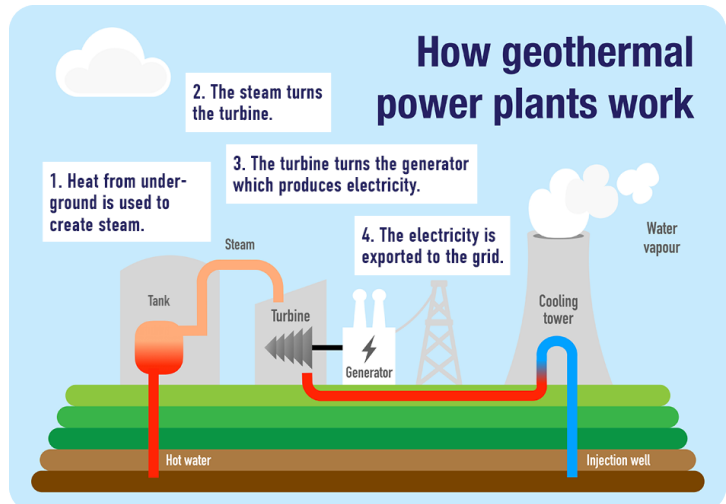 How geothermal
power plants work
2. The steam turns
the turbine.
3. The turbine turns the generator
which produces electricity.
1. Heat from under-
ground is used to
create steam.
4. The electricity is
exported to the grid.
Steam
Water
vapour
Tank
Turbine
Cooling
tower
Generator
Hot water
Injection well